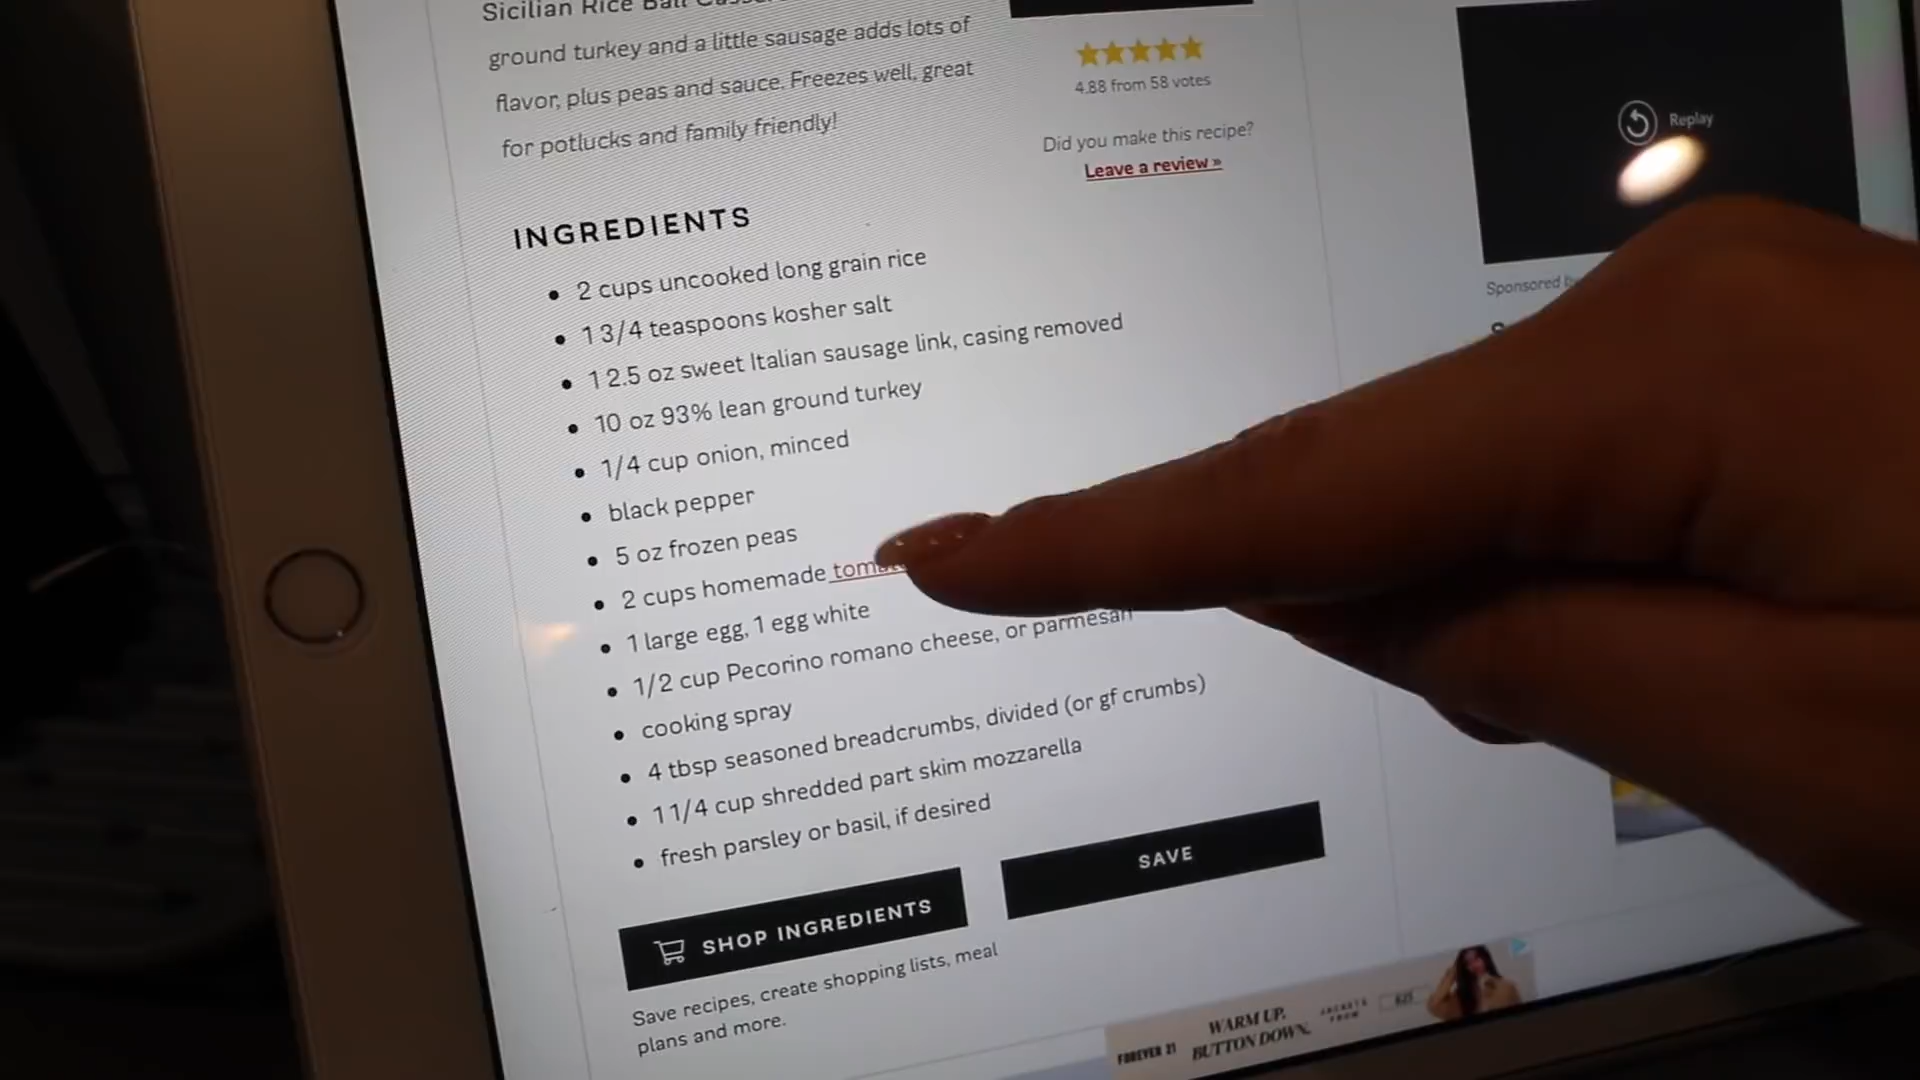 Sicilian Rice Ball
ground turkey and a little sausage adds lots of
flavor, plus peas and sauce. Freezes well, great
for potlucks and family friendly!
4.88 from 58 votes
Did you make this recipe?
Leave a review »
Replay
Sponsored
INGREDIENTS
2 cups uncooked long grain rice
1 3/4 teaspoons kosher salt
1 2.5 oz sweet Italian sausage link, casing removed
10 oz 93% lean ground turkey
1/4 cup onion, minced
black pepper
5 oz frozen peas
2 cups homemade
1 large egg, 1 egg white
1/2 cup Pecorino romano cheese, or parmesan
cooking spray
4 tbsp seasoned breadcrumbs, divided (or gf crumbs)
1 1/4 cup shredded part skim mozzarella
fresh parsley or basil, if desired
SHOP INGREDIENTS
SAVE
Save recipes, create shopping lists, meal
plans and more.
FOREVER 21
WARM UP.
BUTTON DOWN.
JACKETS
FROM